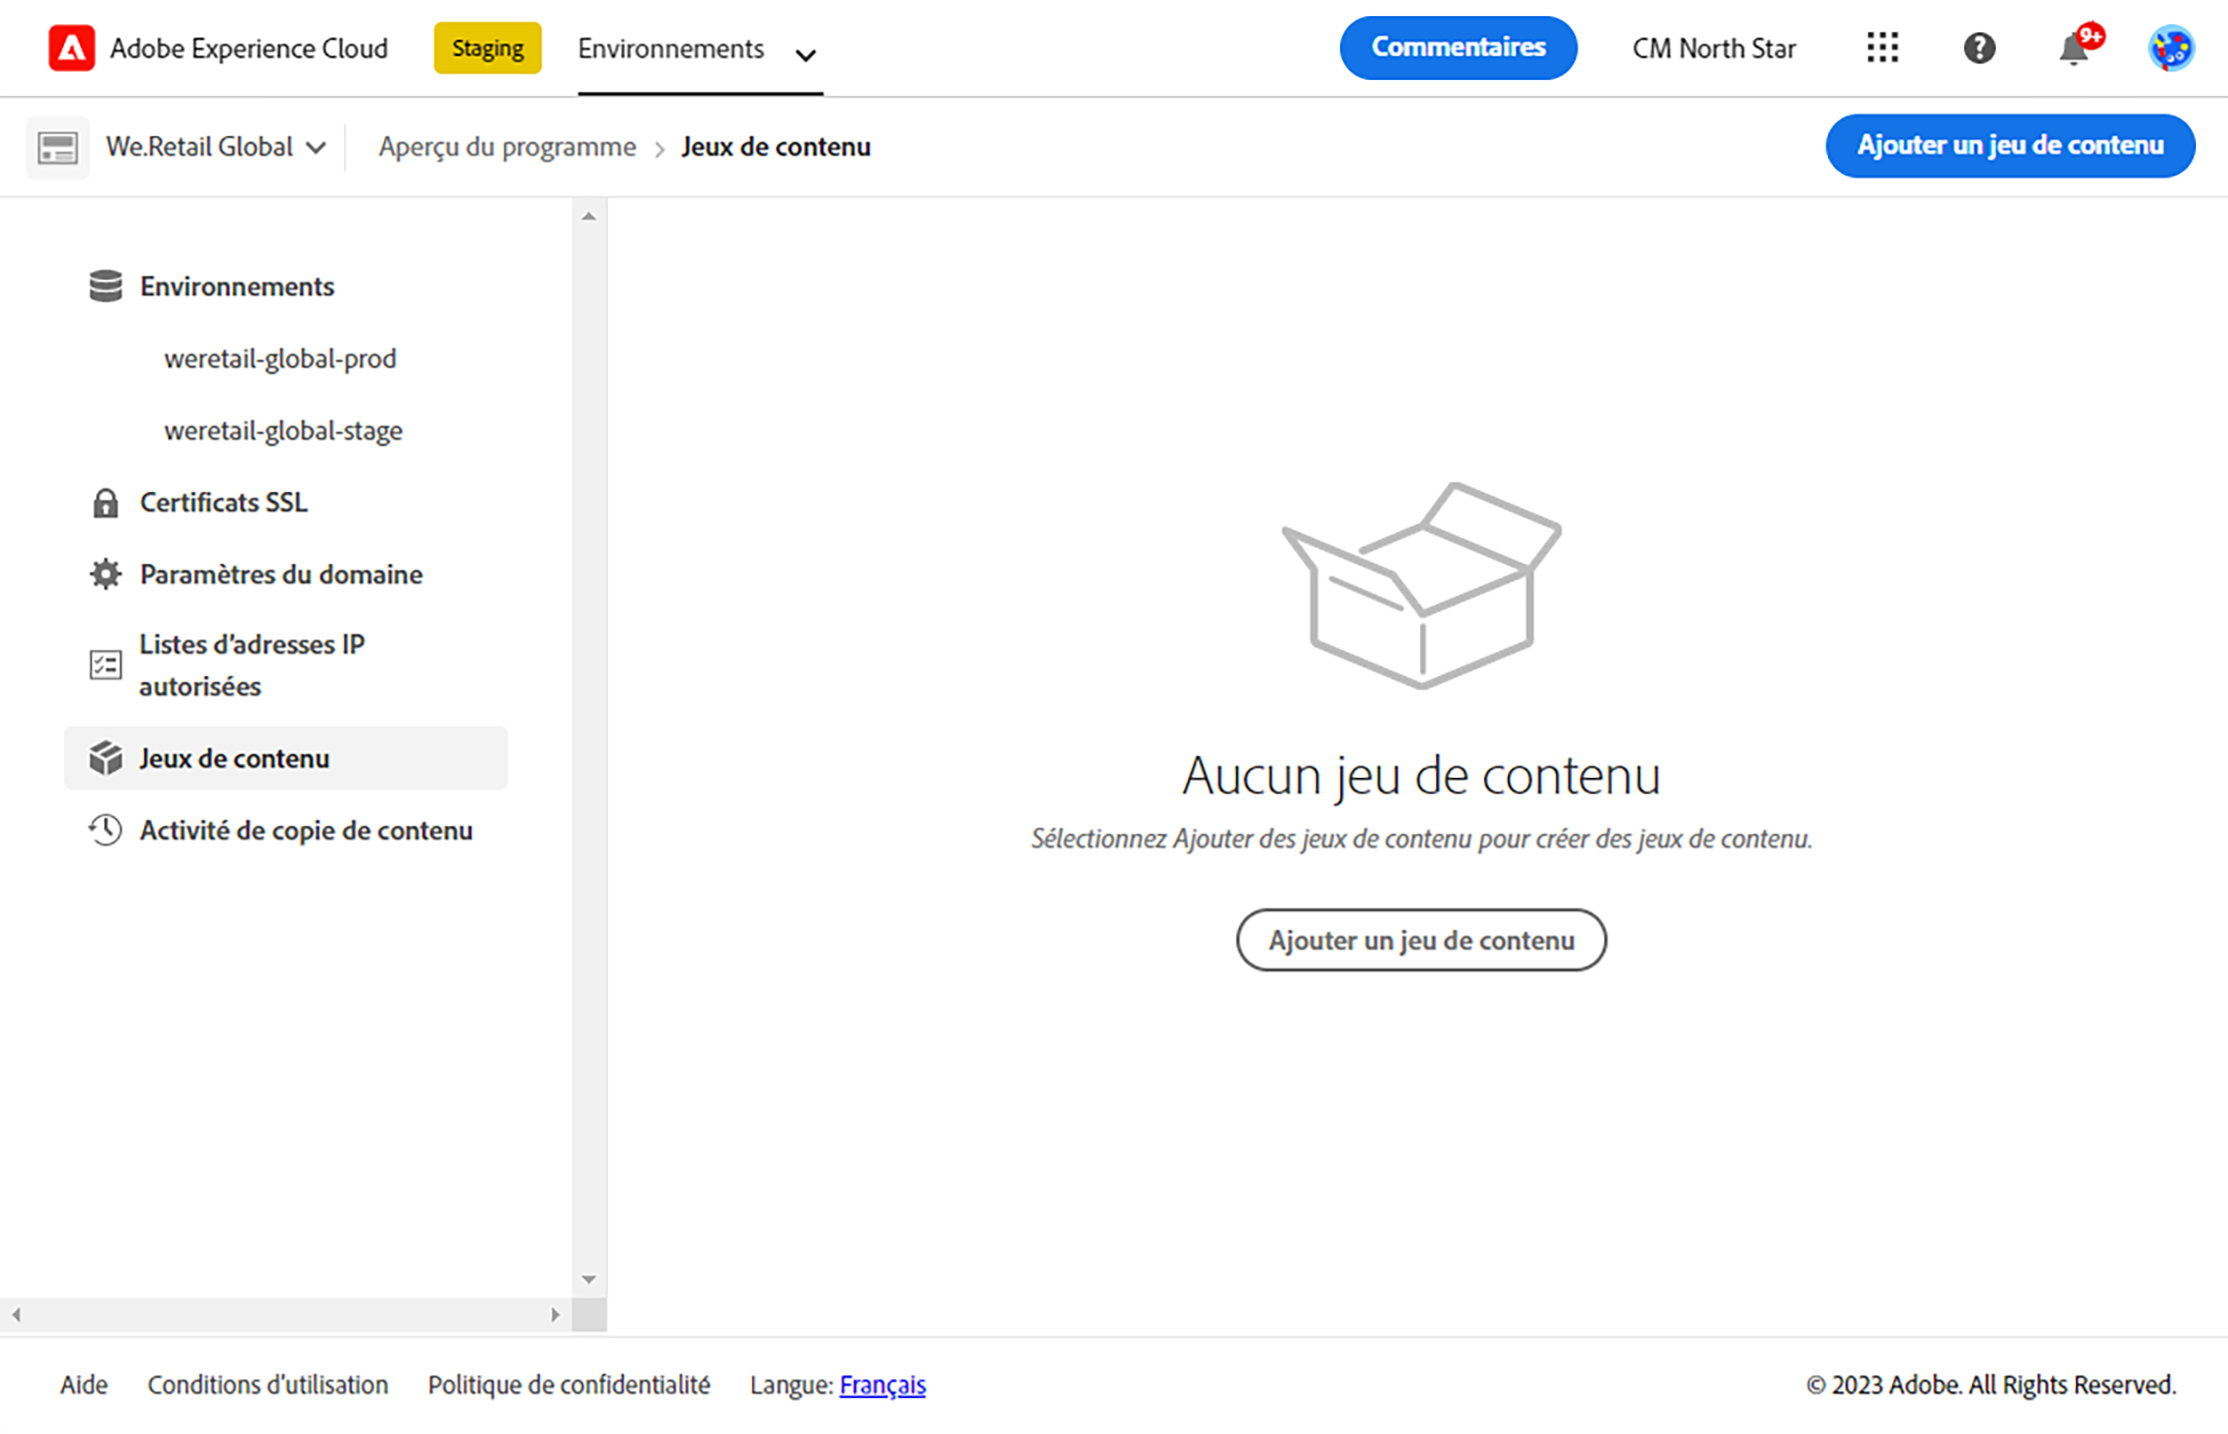 Adobe Experience Cloud Staging Environnements Commentaires CM North Star 9+
We.Retail Global Aperçu du programme > Jeux de contenu Ajouter un jeu de contenu
Environnements
weretail-global-prod
weretail-global-stage
Certificats SSL
Paramètres du domaine
Listes d'adresses IP
autorisées
Jeux de contenu
Activité de copie de contenu
Aucun jeu de contenu
Sélectionnez Ajouter des jeux de contenu pour créer des jeux de contenu.
Ajouter un jeu de contenu
Aide Conditions d'utilisation Politique de confidentialité Langue: Français © 2023 Adobe. All Rights Reserved.